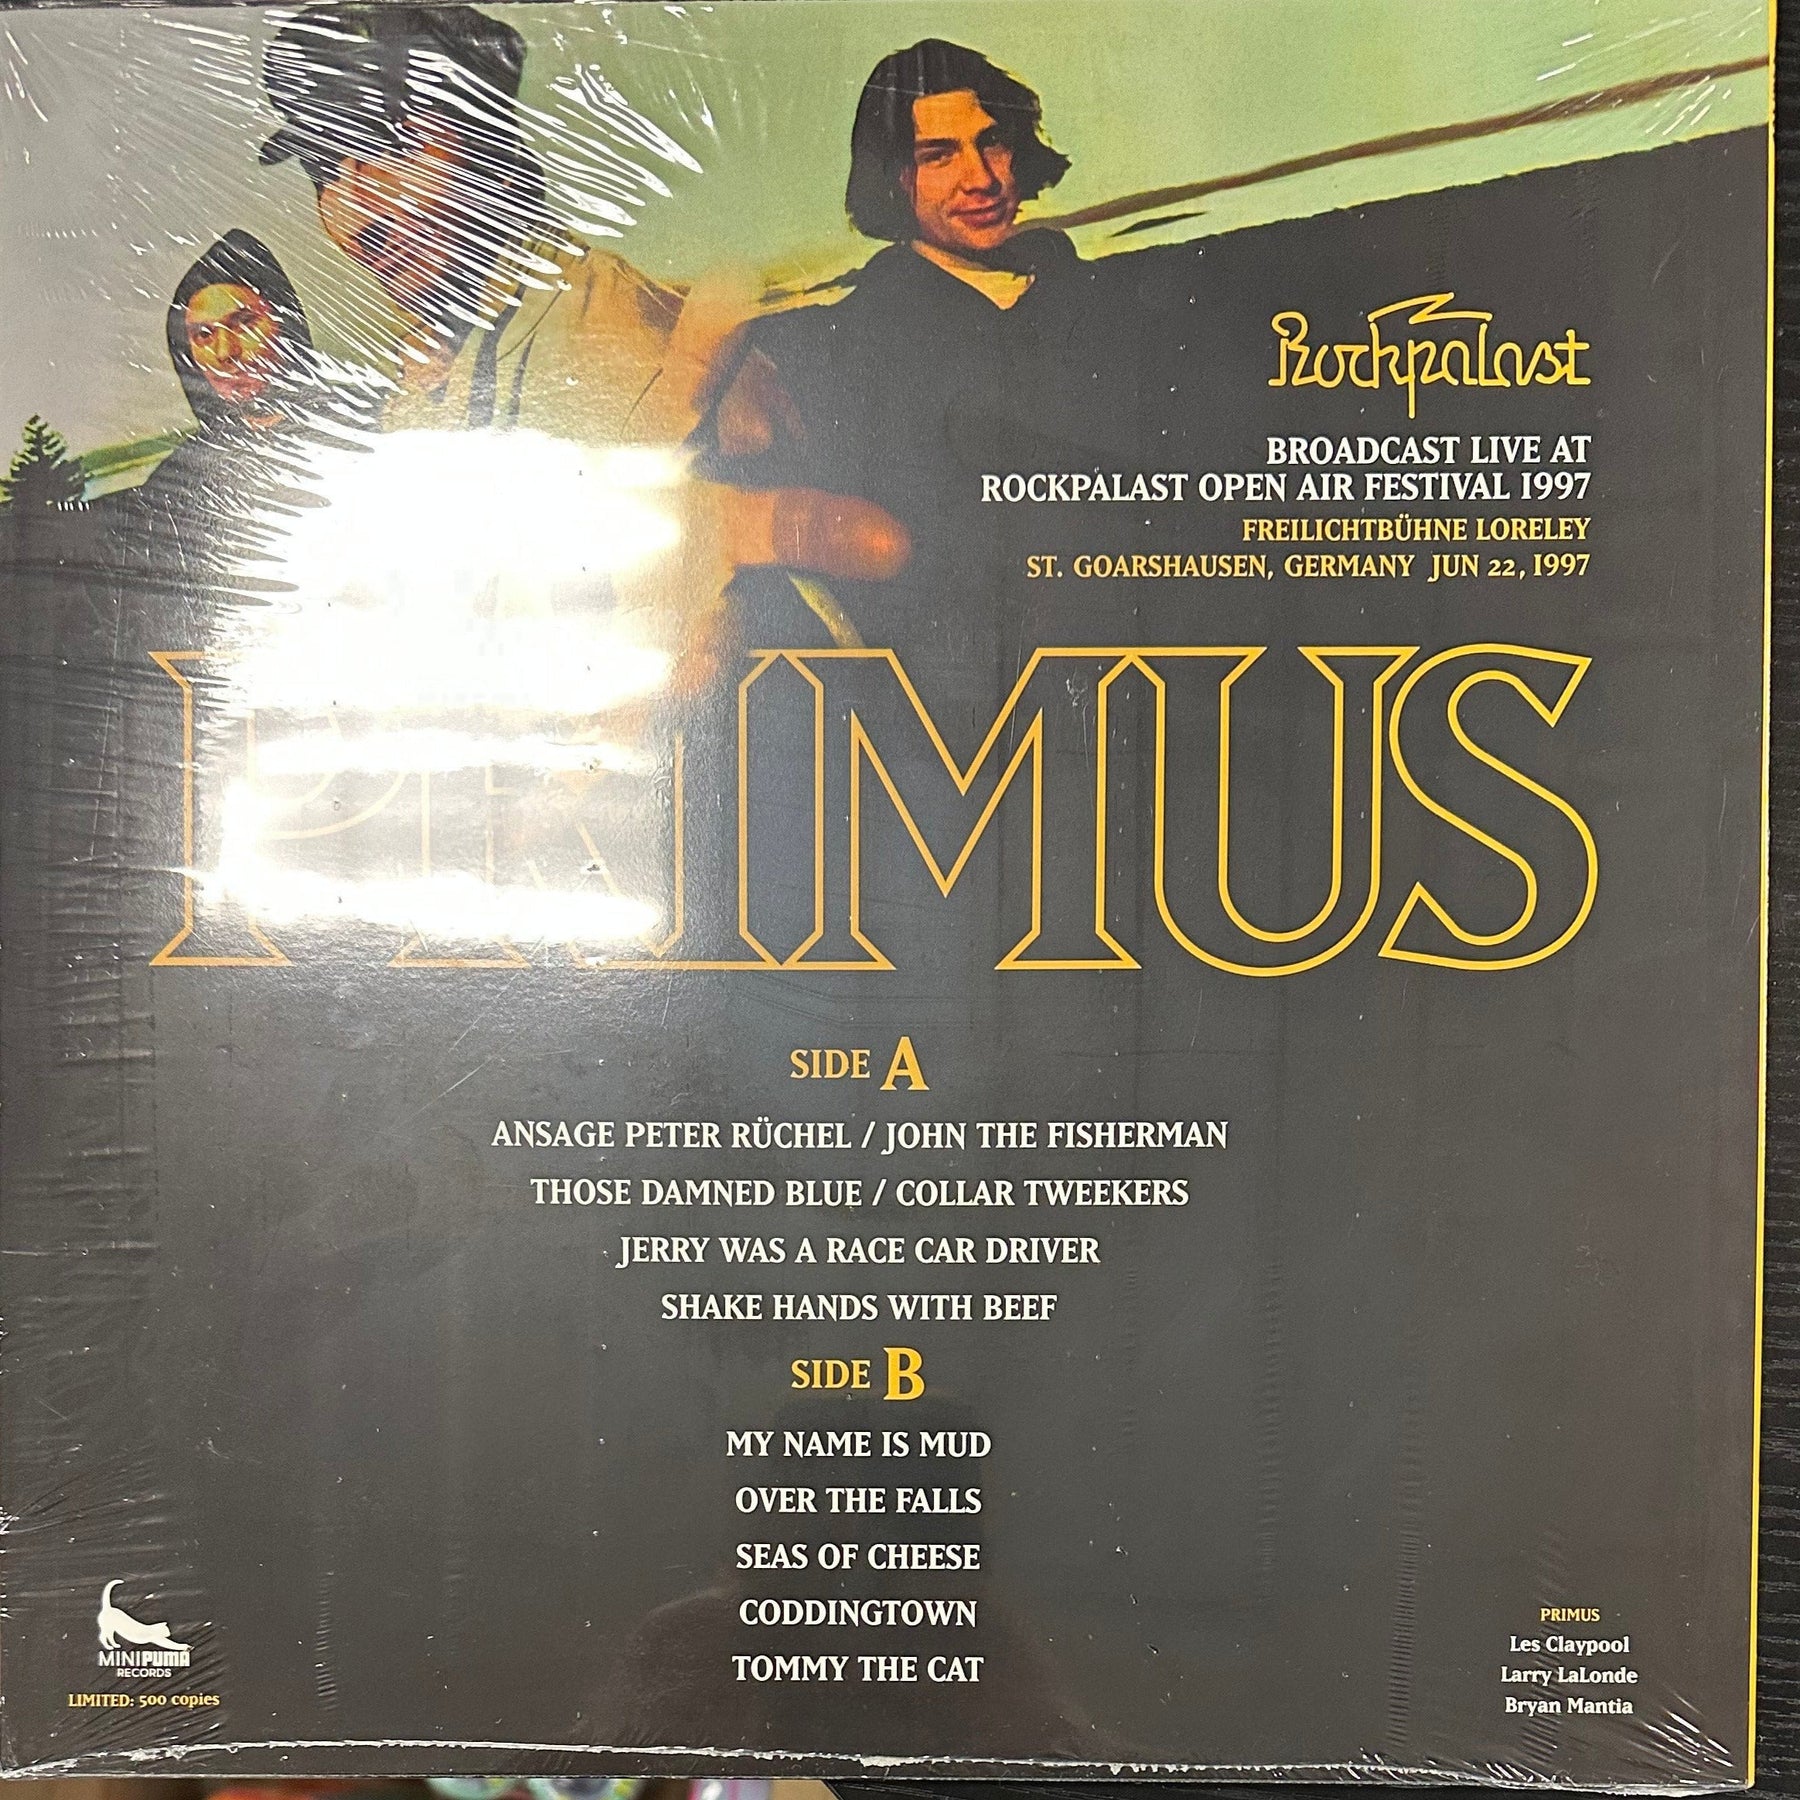 Rockpalast
BROADCAST LIVE AT
ROCKPALAST OPEN AIR FESTIVAL 1997
FREILICHTBÜHNE LORELEY
ST. GOARSHAUSEN, GERMANY JUN 22, 1997
PRIMUS
SIDE A
ANSAGE PETER RÜCHEL / JOHN THE FISHERMAN
THOSE DAMNED BLUE / COLLAR TWEEKERS
JERRY WAS A RACE CAR DRIVER
SHAKE HANDS WITH BEEF
SIDE B
MY NAME IS MUD
OVER THE FALLS
SEAS OF CHEESE
CODDINGTOWN
TOMMY THE CAT
MINIPUMA
RECORDS
LIMITED: 500 copies
PRIMUS
Les Claypool
Larry LaLonde
Bryan Mantia